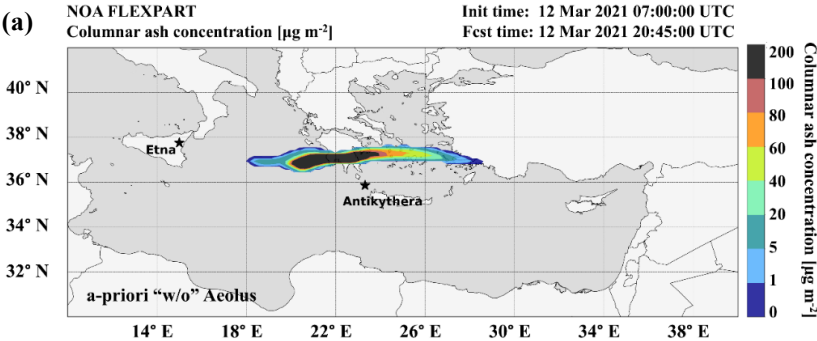 (a)
NOA FLEXPART
Init time: 12 Mar 2021 07:00:00 UTC
Columnar ash concentration [µg m⁻²]
Fcst time: 12 Mar 2021 20:45:00 UTC
200
100
80
60
40
20
5
1
0
Columnar ash concentration [µg m⁻²]
40° N
38° N
36° N
34° N
32° N
Etna
Antikythera
a-priori “w/o” Aeolus
14° E
18° E
22° E
26° E
30° E
34° E
38° E